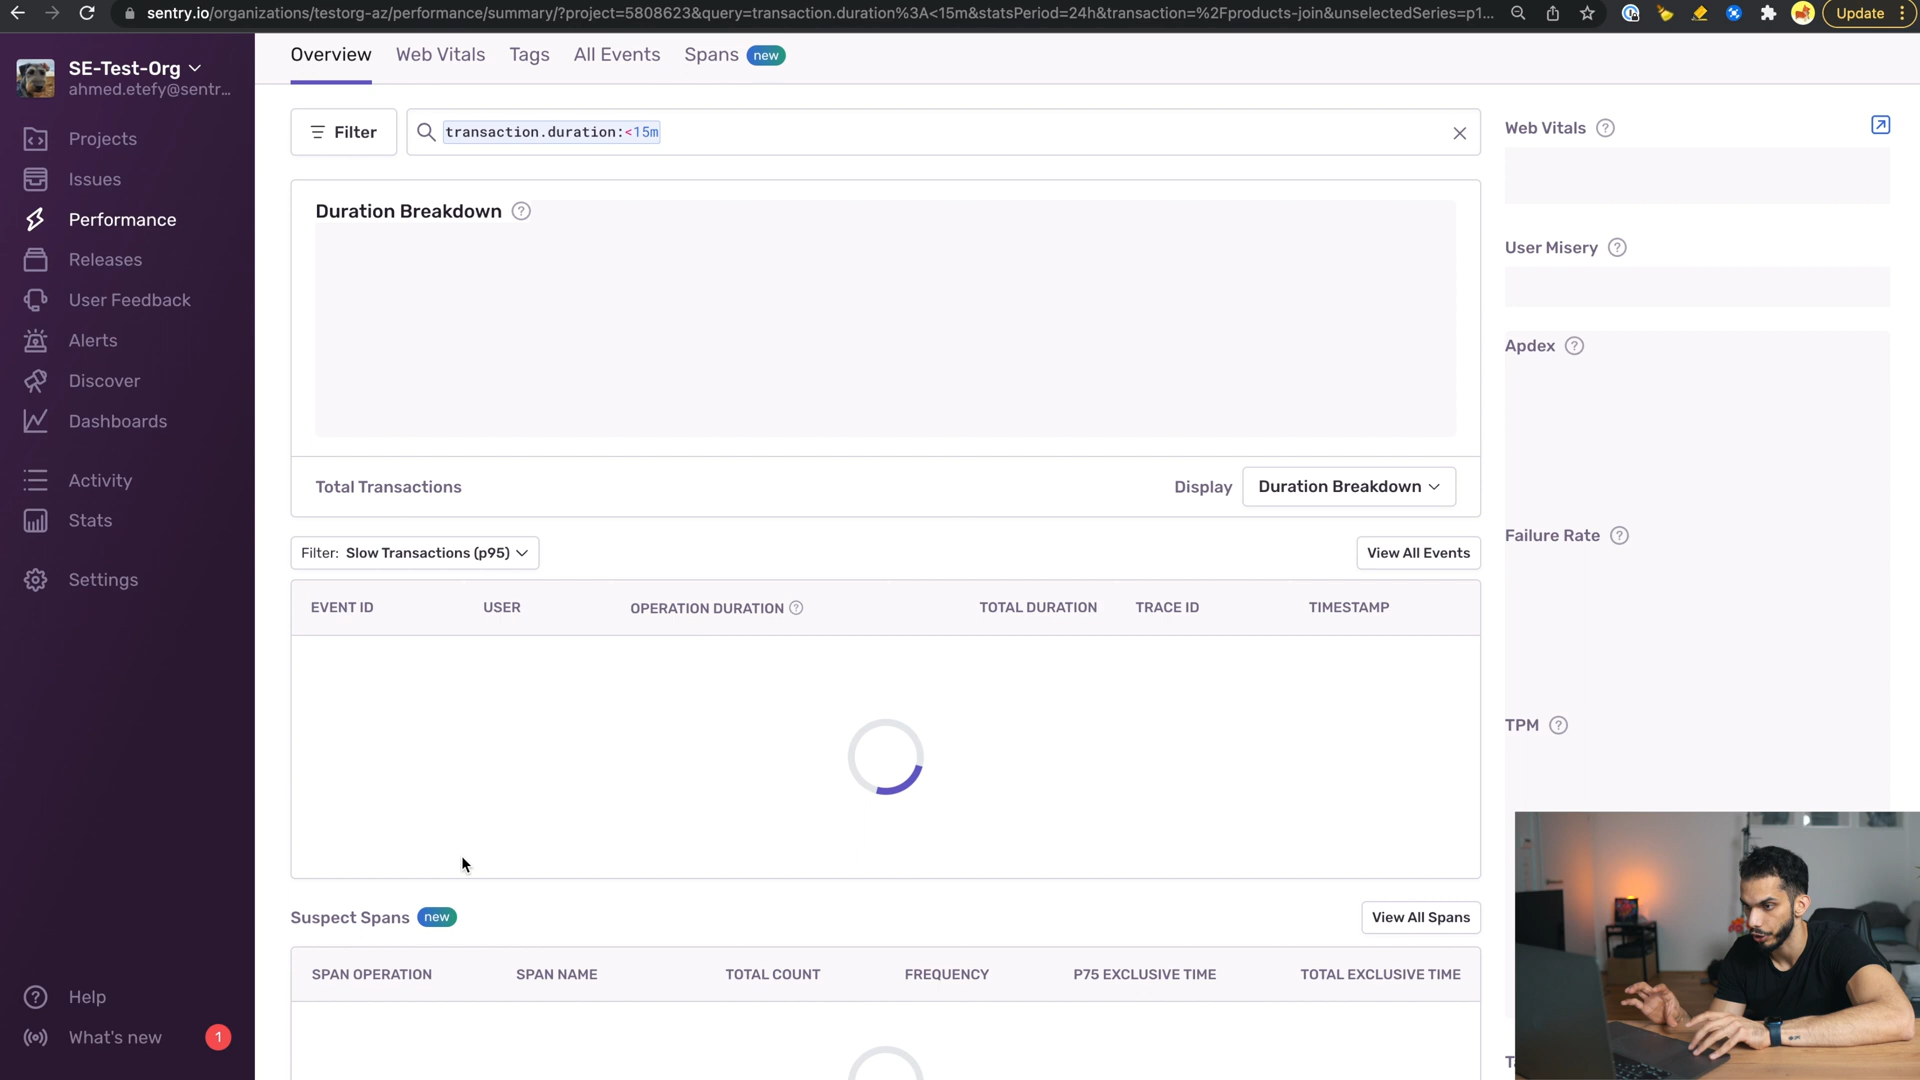 sentry.io/organizations/testorg-az/performance/summary/?project=5808623&query=transaction.duration%3A<15m&statsPeriod=24h&transaction=%2Fproducts-join&unselectedSeries=p1...
Update
SE-Test-Org
ahmed.etefy@sentr...
Projects
Issues
Performance
Releases
User Feedback
Alerts
Discover
Dashboards
Activity
Stats
Settings
Help
What's new 1
Overview Web Vitals Tags All Events Spans new
Filter transaction.duration:<15m
Duration Breakdown ?
Total Transactions Display Duration Breakdown
Filter: Slow Transactions (p95) View All Events
EVENT ID USER OPERATION DURATION ? TOTAL DURATION TRACE ID TIMESTAMP
Suspect Spans new View All Spans
SPAN OPERATION SPAN NAME TOTAL COUNT FREQUENCY P75 EXCLUSIVE TIME TOTAL EXCLUSIVE TIME
Web Vitals ?
User Misery ?
Apdex ?
Failure Rate ?
TPM ?